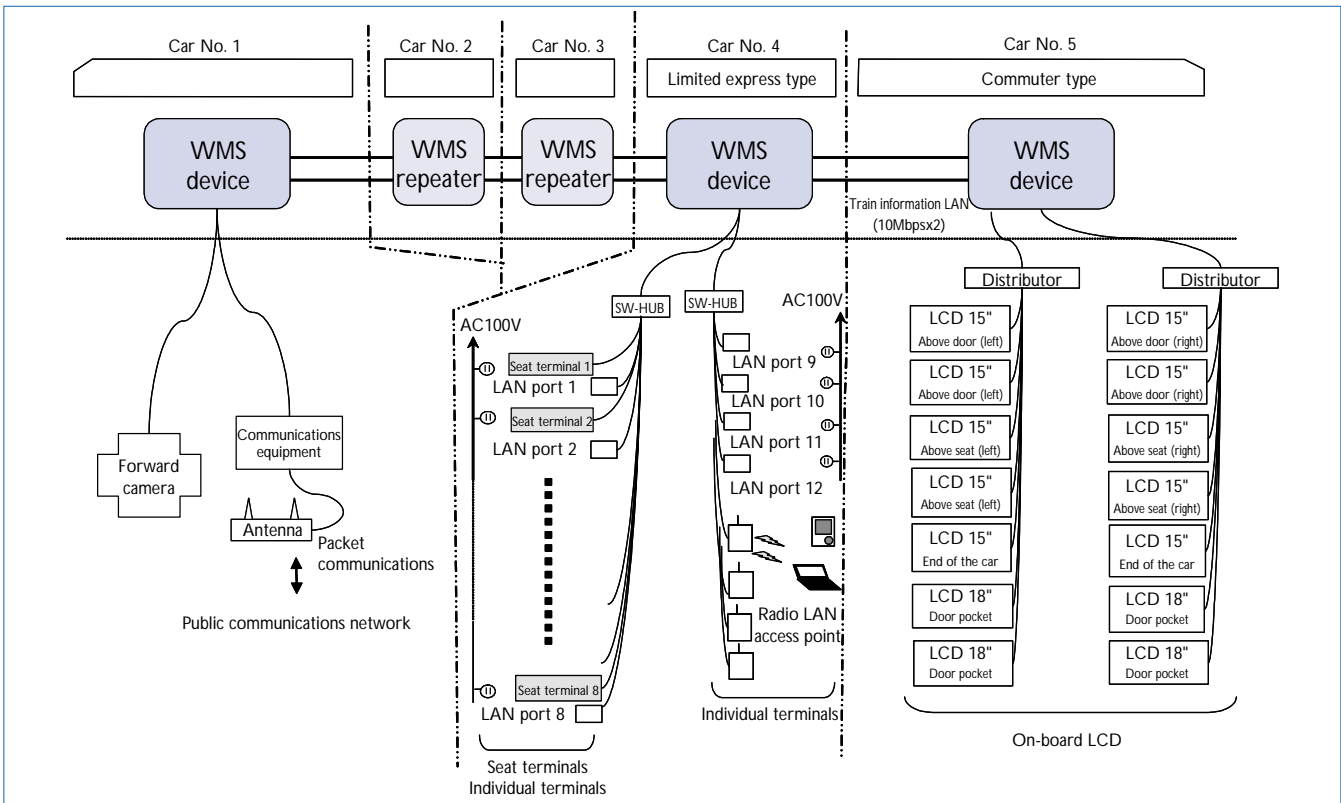 Car No. 1
Car No. 2
Car No. 3
Car No. 4
Car No. 5
Limited express type
Commuter type
WMS
device
WMS
repeater
WMS
repeater
WMS
device
WMS
device
Train information LAN
(10Mbpsx2)
Forward
camera
Communications
equipment
Antenna
Packet
communications
Public communications network
AC100V
SW-HUB
Seat terminal 1
LAN port 1
Seat terminal 2
LAN port 2
Seat terminal 8
LAN port 8
Seat terminals
Individual terminals
SW-HUB
AC100V
LAN port 9
LAN port 10
LAN port 11
LAN port 12
Radio LAN
access point
Individual terminals
Distributor
LCD 15"
Above door (left)
LCD 15"
Above door (left)
LCD 15"
Above seat (left)
LCD 15"
Above seat (left)
LCD 15"
End of the car
LCD 18"
Door pocket
LCD 18"
Door pocket
Distributor
LCD 15"
Above door (right)
LCD 15"
Above door (right)
LCD 15"
Above seat (right)
LCD 15"
Above seat (right)
LCD 15"
End of the car
LCD 18"
Door pocket
LCD 18"
Door pocket
On-board LCD